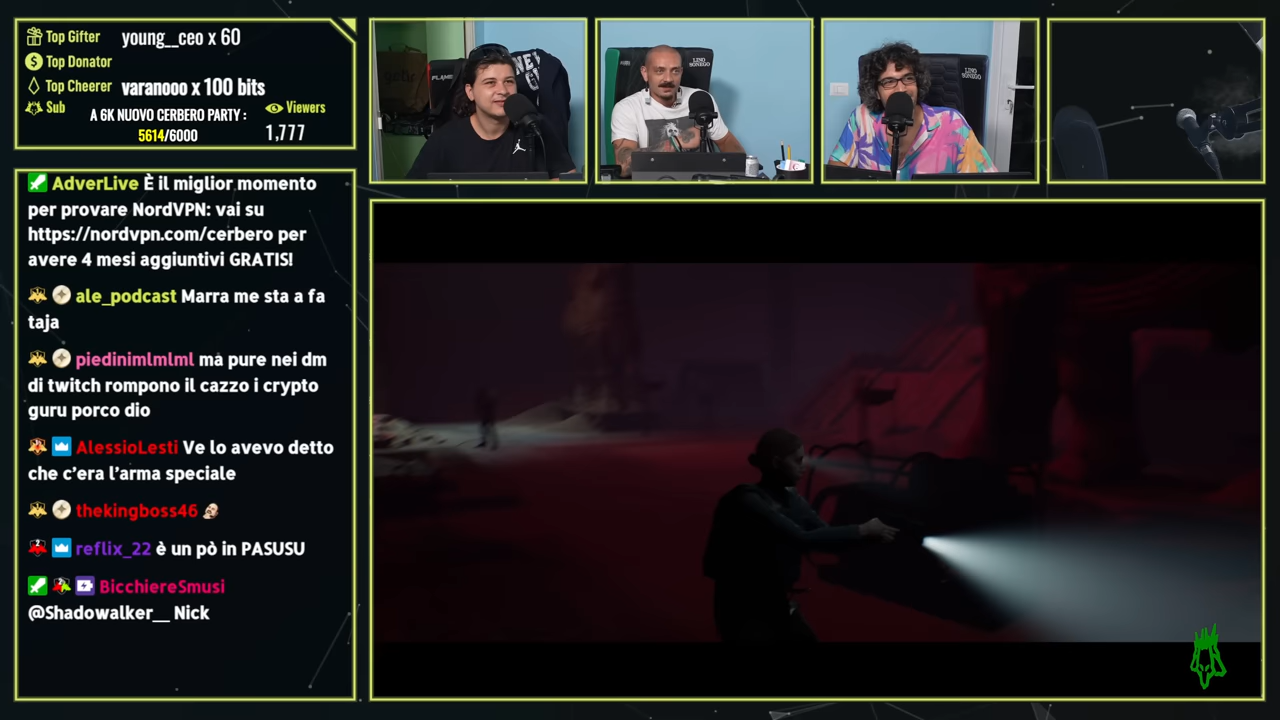 Top Gifter young__ceo x 60
Top Donator
Top Cheerer varanooo x 100 bits
Sub
A 6K NUOVO CERBERO PARTY :
5614/6000
Viewers
1,777
AdverLive È il miglior momento
per provare NordVPN: vai su
https://nordvpn.com/cerbero per
avere 4 mesi aggiuntivi GRATIS!
ale_podcast Marra me sta a fa
taja
piedinimlmlml ma pure nei dm
di twitch rompono il cazzo i crypto
guru porco dio
AlessioLesti Ve lo avevo detto
che c’era l’arma speciale
thekingboss46
reflix_22 è un pò in PASUSU
BicchiereSmusi
@Shadowalker__ Nick
LINO
SONEGO
LINO
SONEGO